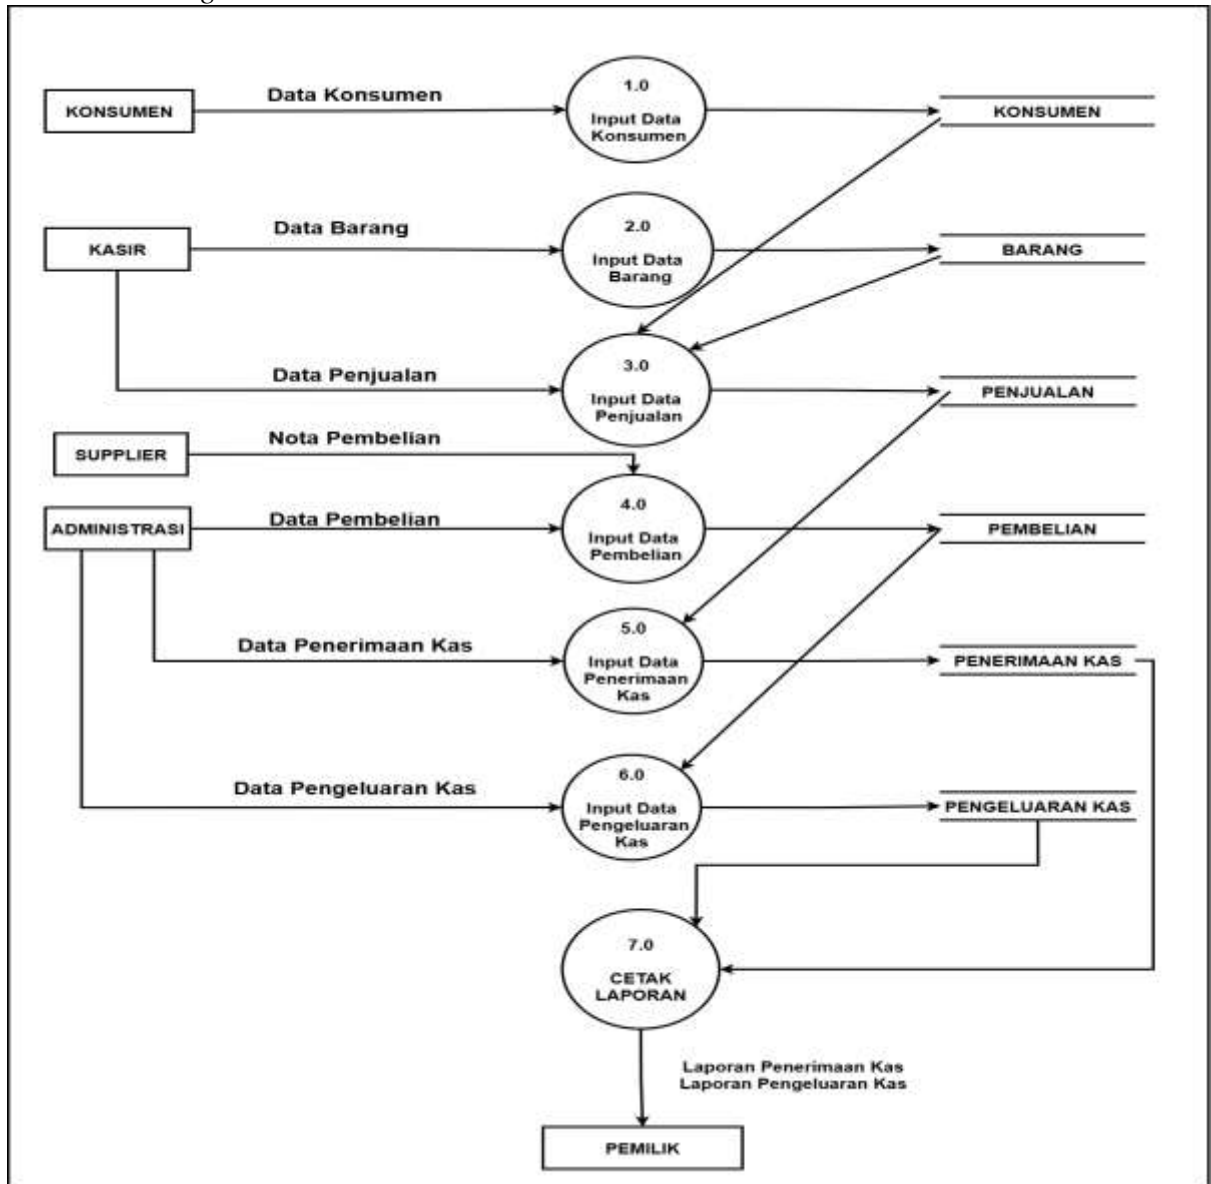 Data Konsumen
KONSUMEN
1.0
Input Data
Konsumen
KONSUMEN
Data Barang
KASIR
2.0
Input Data
Barang
BARANG
Data Penjualan
3.0
Input Data
Penjualan
PENJUALAN
Nota Pembelian
SUPPLIER
ADMINISTRASI
Data Pembelian
4.0
Input Data
Pembelian
PEMBELIAN
Data Penerimaan Kas
5.0
Input Data
Penerimaan
Kas
PENERIMAAN KAS
Data Pengeluaran Kas
6.0
Input Data
Pengeluaran
Kas
PENGELUARAN KAS
7.0
CETAK
LAPORAN
Laporan Penerimaan Kas
Laporan Pengeluaran Kas
PEMILIK